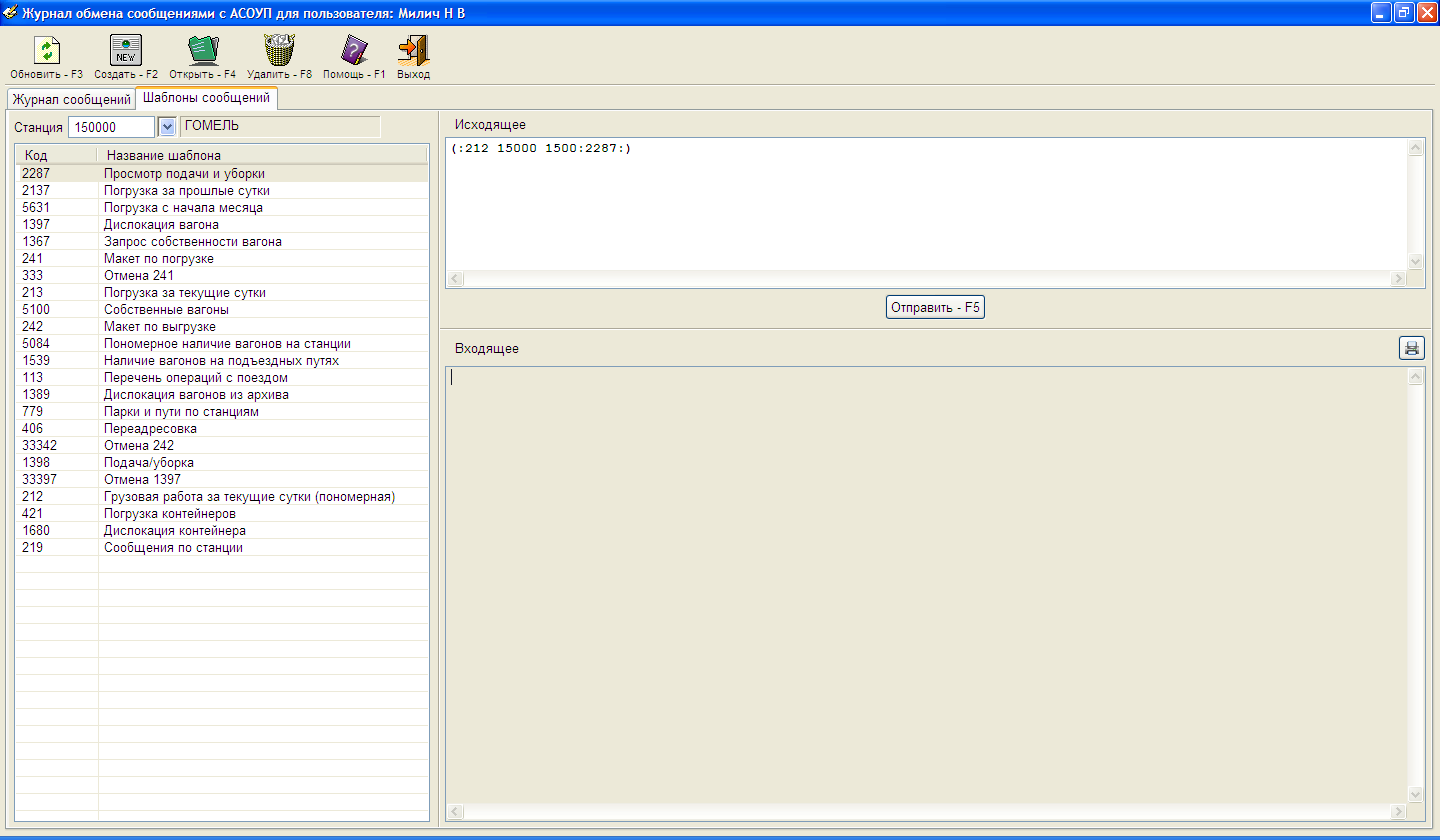 Журнал обмена сообщениями с АСОУП для пользователя: Милич Н В
Обновить - F3 Создать - F2 Открыть - F4 Удалить - F8 Помощь - F1 Выход
NEW
Журнал сообщений Шаблоны сообщений
Станция 150000 ГОМЕЛЬ
Код Название шаблона
2287 Просмотр подачи и уборки
2137 Погрузка за прошлые сутки
5631 Погрузка с начала месяца
1397 Дислокация вагона
1367 Запрос собственности вагона
241 Макет по погрузке
333 Отмена 241
213 Погрузка за текущие сутки
5100 Собственные вагоны
242 Макет по выгрузке
5084 Пономерное наличие вагонов на станции
1539 Наличие вагонов на подъездных путях
113 Перечень операций с поездом
1389 Дислокация вагонов из архива
779 Парки и пути по станциям
406 Переадресовка
33342 Отмена 242
1398 Подача/уборка
33397 Отмена 1397
212 Грузовая работа за текущие сутки (пономерная)
421 Погрузка контейнеров
1680 Дислокация контейнера
219 Сообщения по станции
Исходящее
(:212 15000 1500:2287:)
Отправить - F5
Входящее